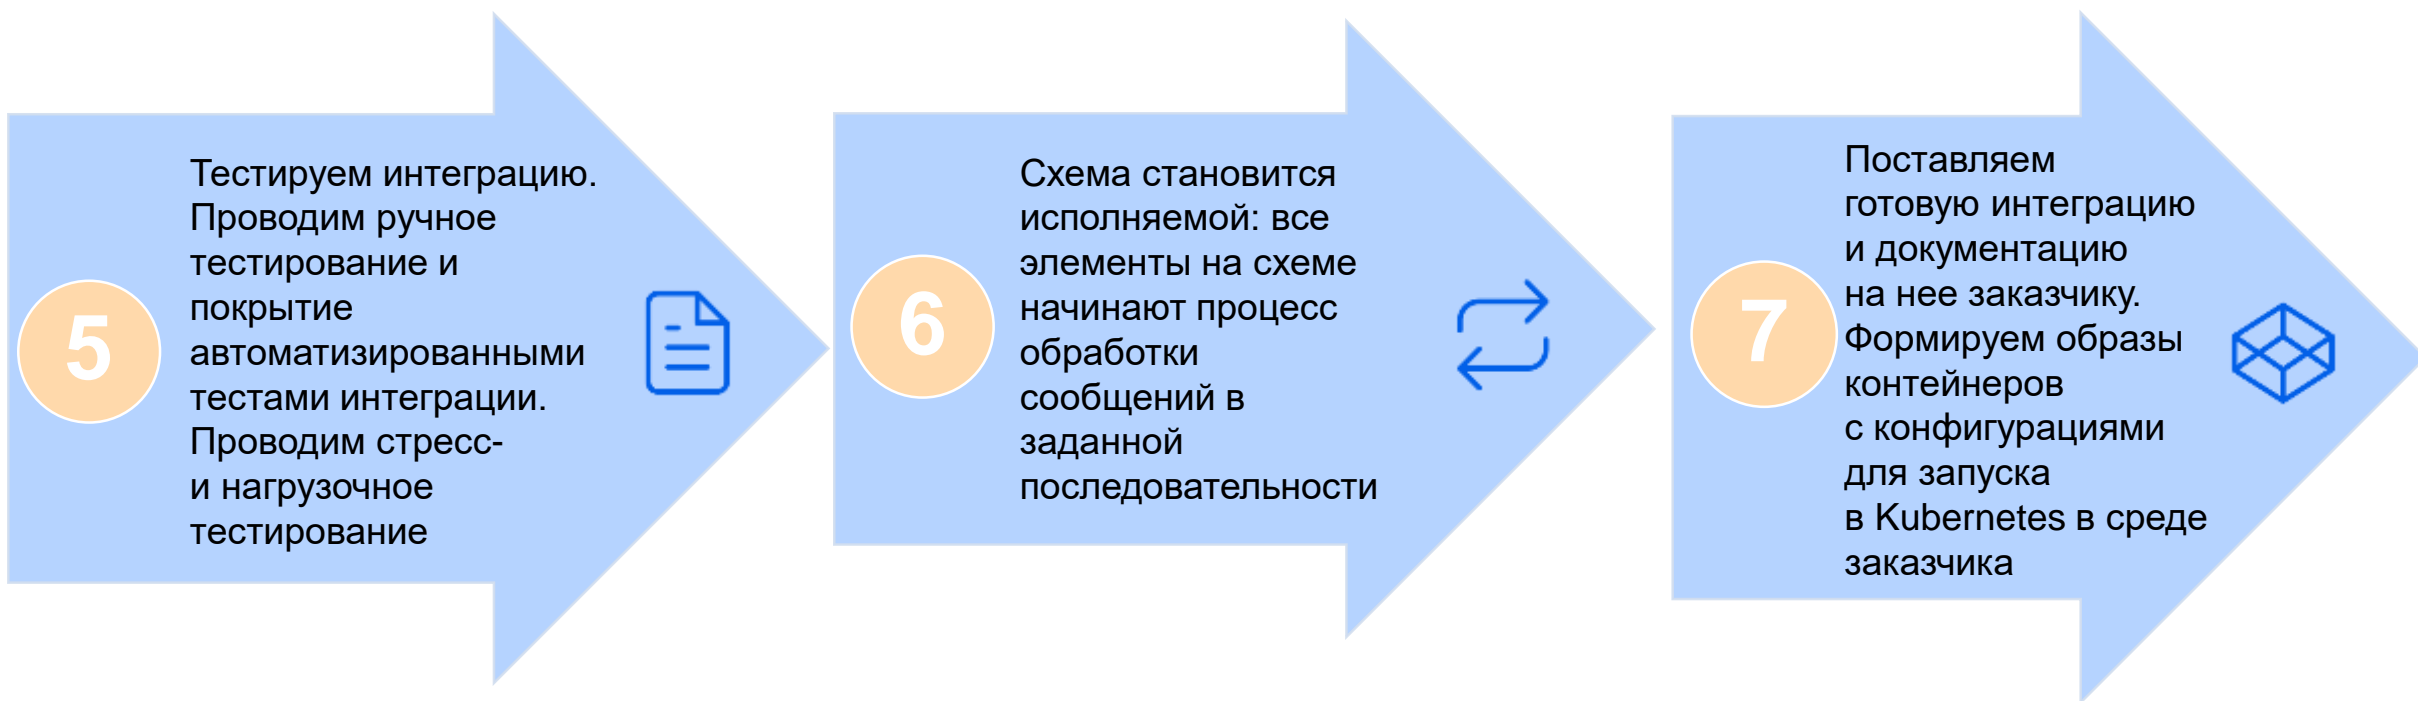 5
Тестируем интеграцию.
Проводим ручное
тестирование и
покрытие
автоматизированными
тестами интеграции.
Проводим стресс-
и нагрузочное
тестирование
6
Схема становится
исполняемой: все
элементы на схеме
начинают процесс
обработки
сообщений в
заданной
последовательности
7
Поставляем
готовую интеграцию
и документацию
на нее заказчику.
Формируем образы
контейнеров
с конфигурациями
для запуска
в Kubernetes в среде
заказчика